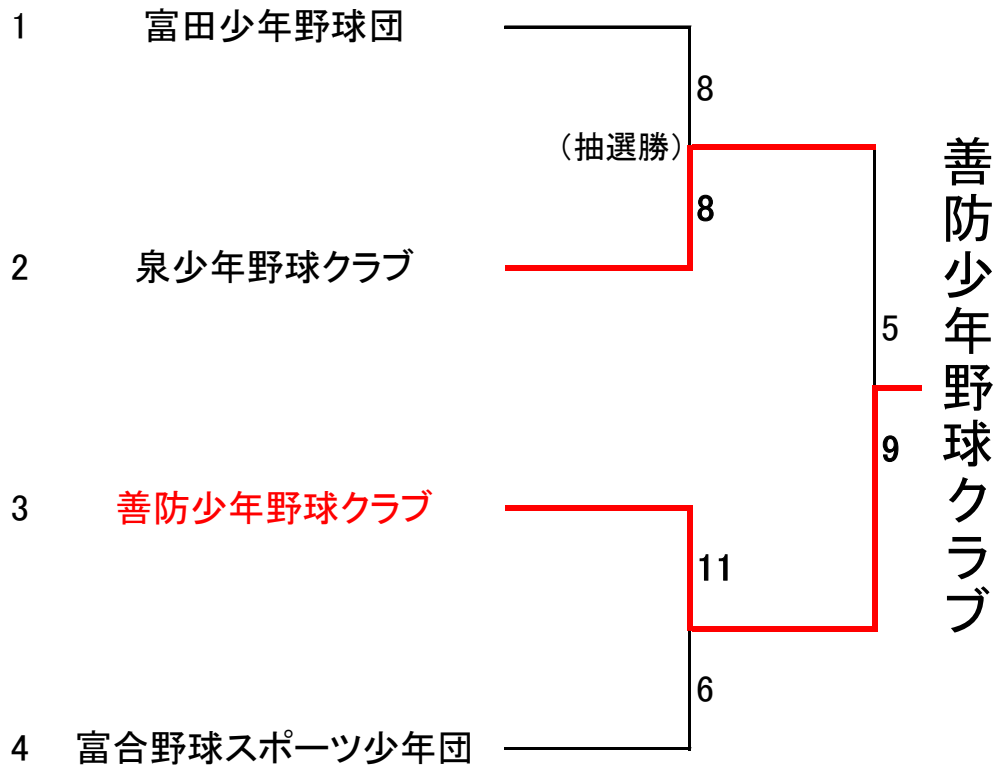 1 富田少年野球団
8
（抽選勝）
8
2 泉少年野球クラブ
5
9
3 善防少年野球クラブ
11
6
4 富合野球スポーツ少年団
善防少年野球クラブ